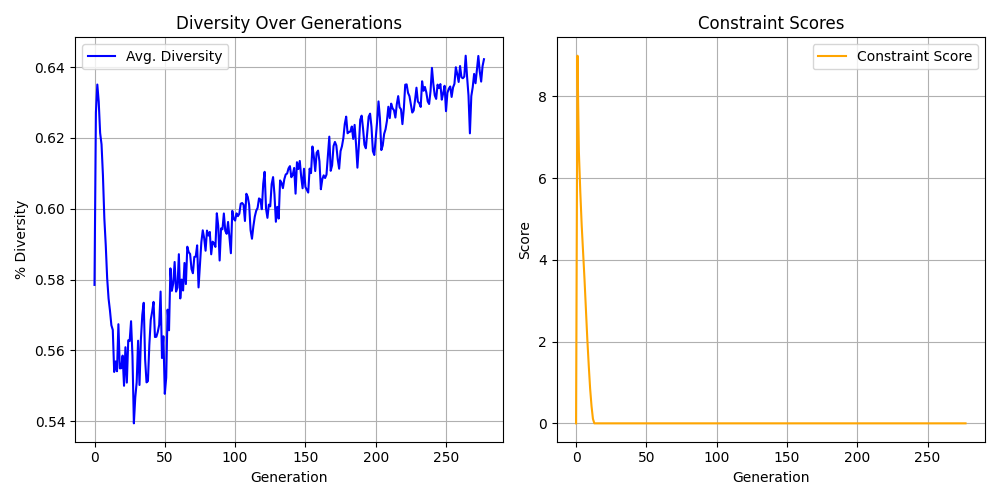 Diversity Over Generations
Avg. Diversity
0.64
0.62
0.60
0.58
0.56
0.54
% Diversity
0 50 100 150 200 250
Generation
Constraint Scores
Constraint Score
8
6
4
2
0
Score
0 50 100 150 200 250
Generation